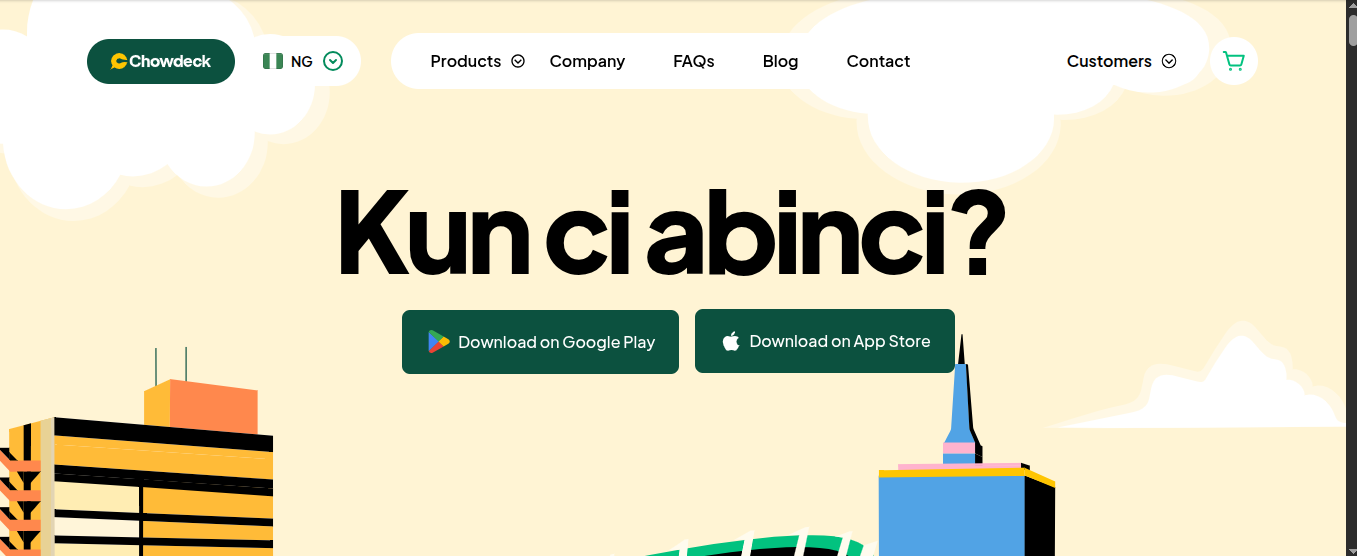 Chowdeck
NG
Products
Company
FAQs
Blog
Contact
Customers
Kun ci abinci?
Download on Google Play
Download on App Store